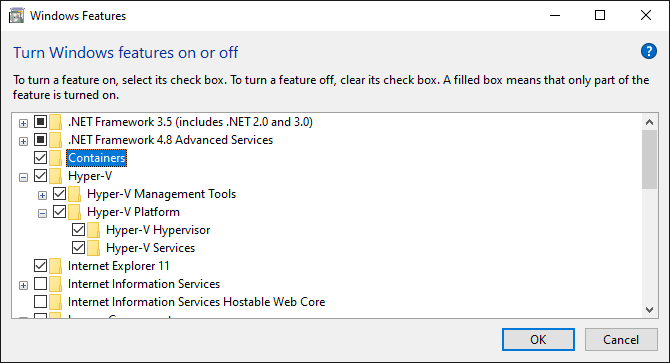 Windows Features
Turn Windows features on or off
?
To turn a feature on, select its check box. To turn a feature off, clear its check box. A filled box means that only part of the
feature is turned on.
.NET Framework 3.5 (includes .NET 2.0 and 3.0)
.NET Framework 4.8 Advanced Services
Containers
Hyper-V
Hyper-V Management Tools
Hyper-V Platform
Hyper-V Hypervisor
Hyper-V Services
Internet Explorer 11
Internet Information Services
Internet Information Services Hostable Web Core
OK
Cancel